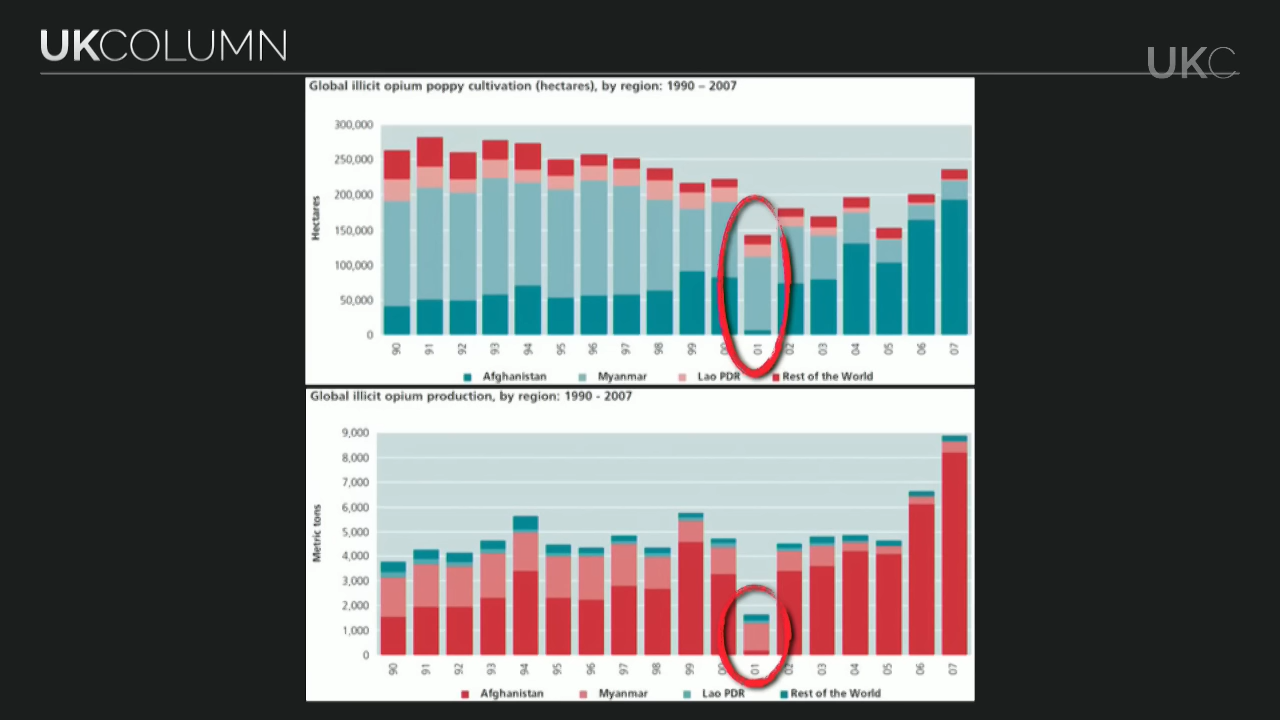 UKCOLUMN
UKC
Global illicit opium poppy cultivation (hectares), by region: 1990 – 2007
300,000
250,000
200,000
150,000
100,000
50,000
0
Hectares
90 91 92 93 94 95 96 97 98 99 00 01 02 03 04 05 06 07
Afghanistan Myanmar Lao PDR Rest of the World
Global illicit opium production, by region: 1990 - 2007
9,000
8,000
7,000
6,000
5,000
4,000
3,000
2,000
1,000
0
Metric tons
90 91 92 93 94 95 96 97 98 99 00 01 02 03 04 05 06 07
Afghanistan Myanmar Lao PDR Rest of the World